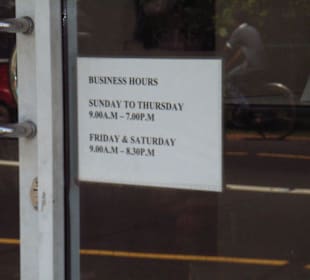 BUSINESS HOURS
SUNDAY TO THURSDAY
9.00A.M – 7.00P.M
FRIDAY & SATURDAY
9.00A.M – 8.30P.M